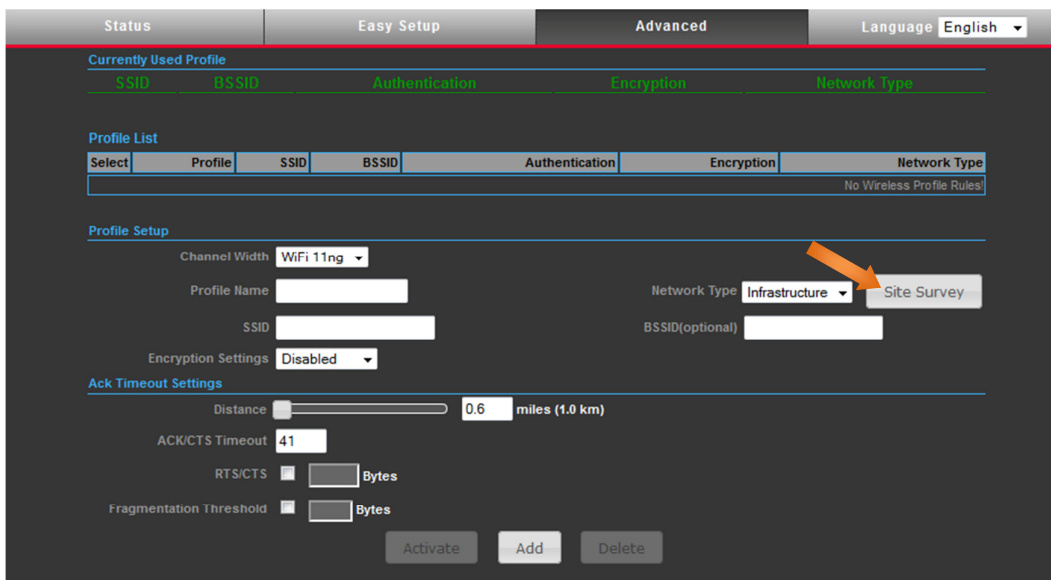 Status Easy Setup Advanced Language English
Currently Used Profile
SSID BSSID Authentication Encryption Network Type
Profile List
Select Profile SSID BSSID Authentication Encryption Network Type
No Wireless Profile Rules!
Profile Setup
Channel Width WiFi 11ng
Profile Name Network Type Infrastructure Site Survey
SSID BSSID(optional)
Encryption Settings Disabled
Ack Timeout Settings
Distance 0.6 miles (1.0 km)
ACK/CTS Timeout 41
RTS/CTS Bytes
Fragmentation Threshold Bytes
Activate Add Delete